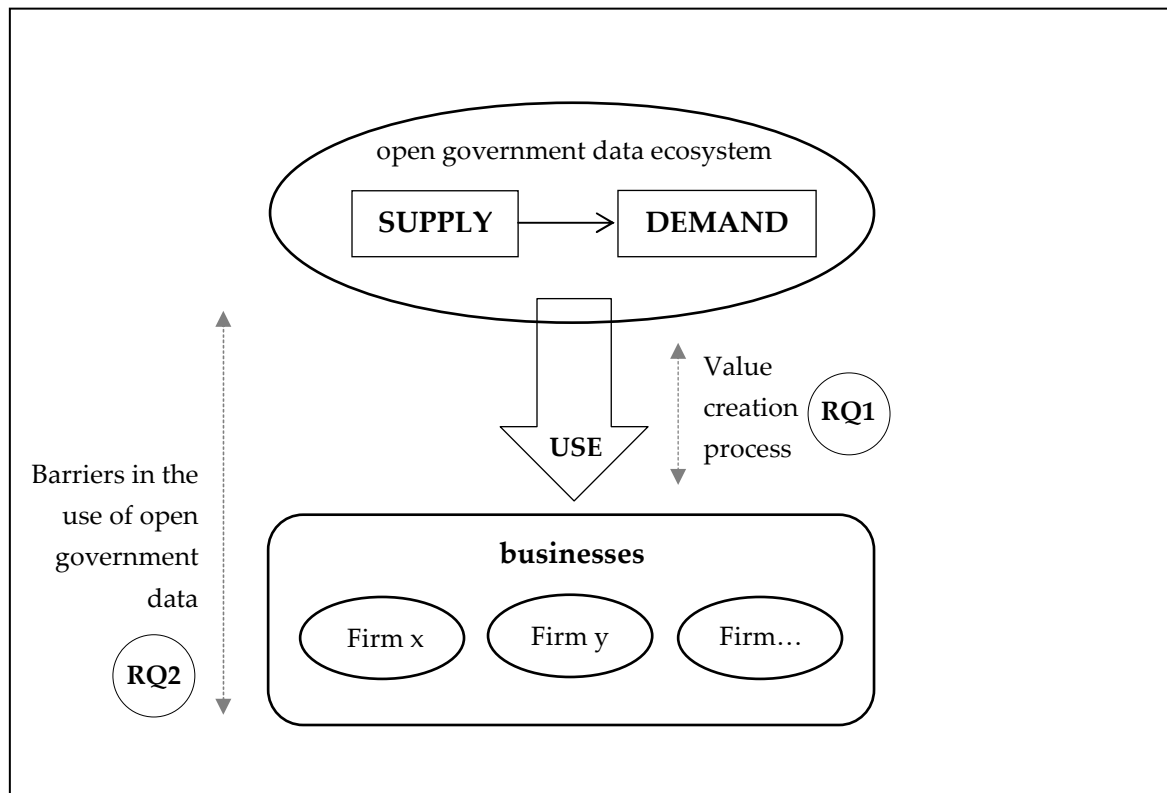 open government data ecosystem
SUPPLY
DEMAND
Value
creation
process
RQ1
USE
Barriers in the
use of open
government
data
RQ2
businesses
Firm x
Firm y
Firm…